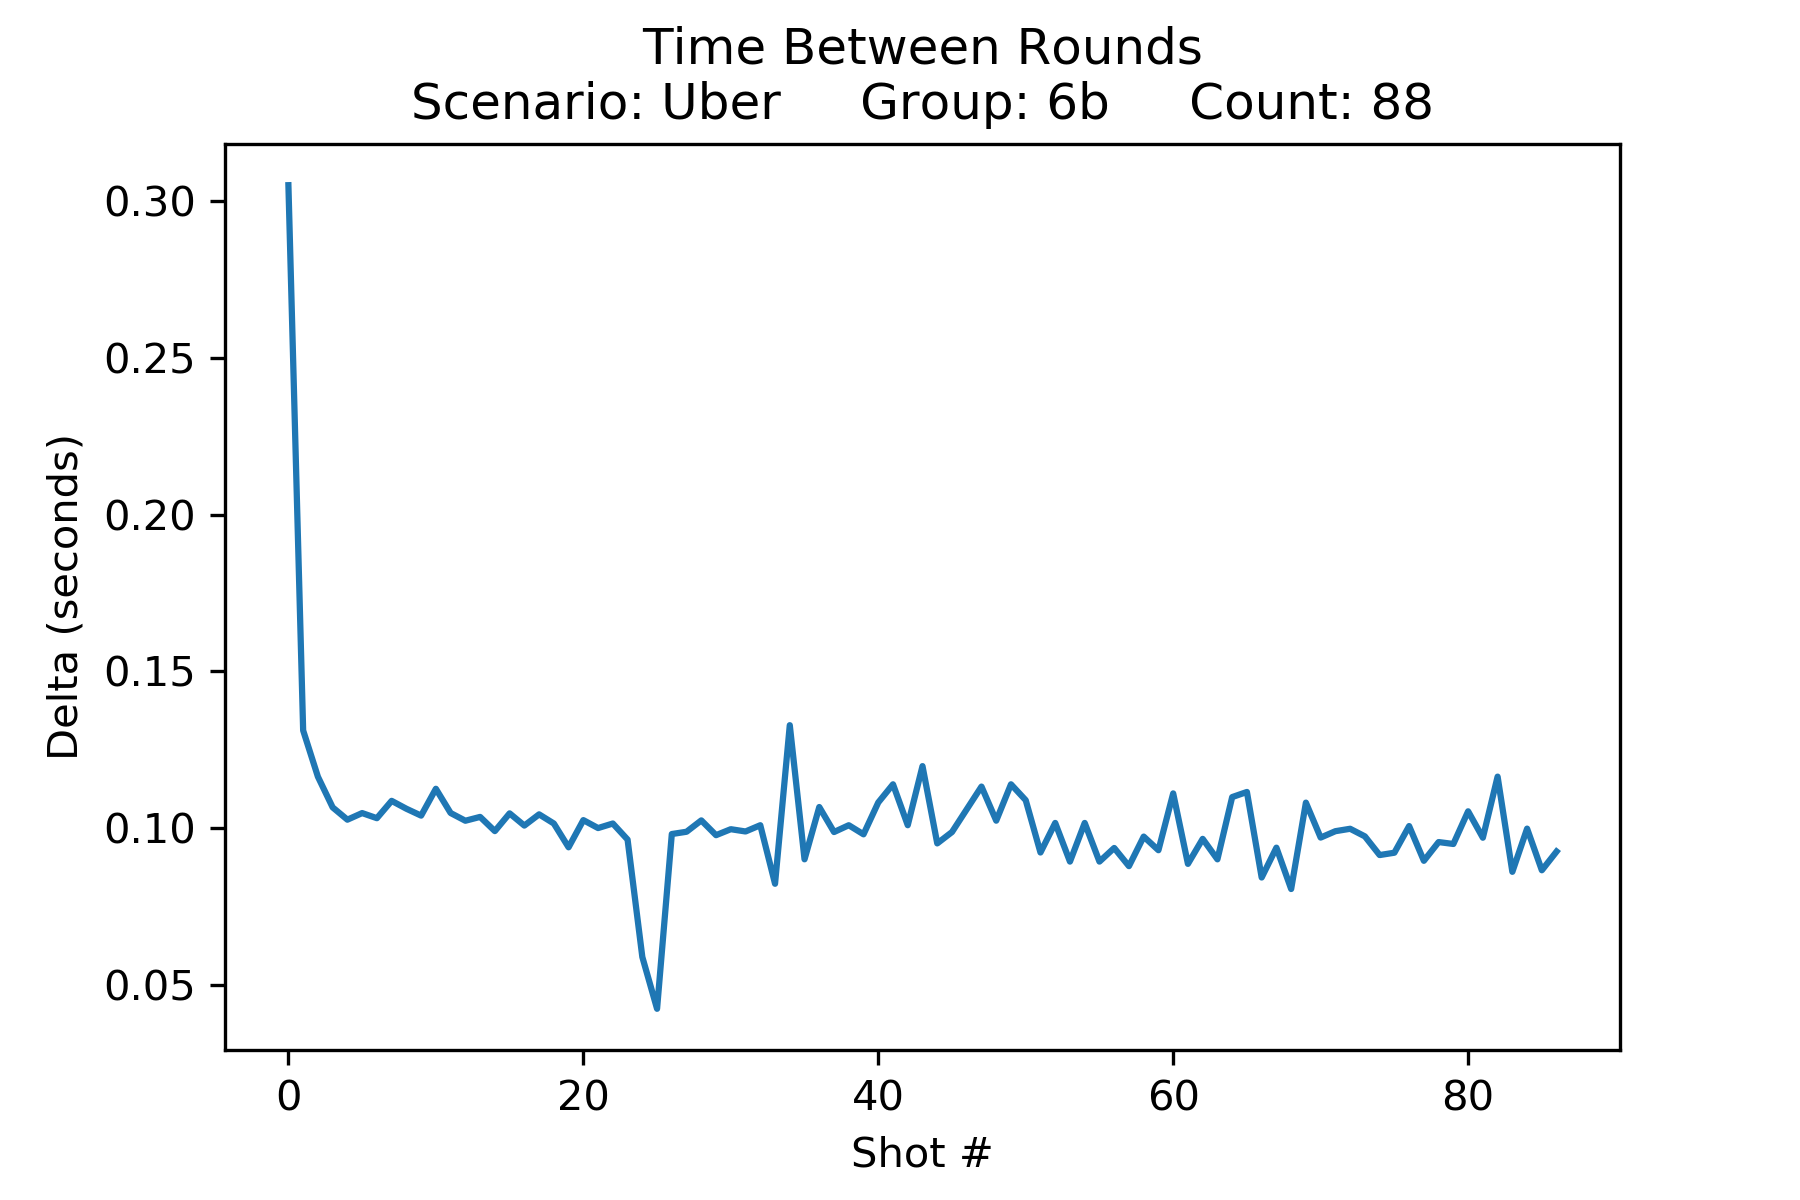 Time Between Rounds
Scenario: Uber     Group: 6b     Count: 88
0.30
0.25
0.20
0.15
0.10
0.05
Delta (seconds)
0 20 40 60 80
Shot #